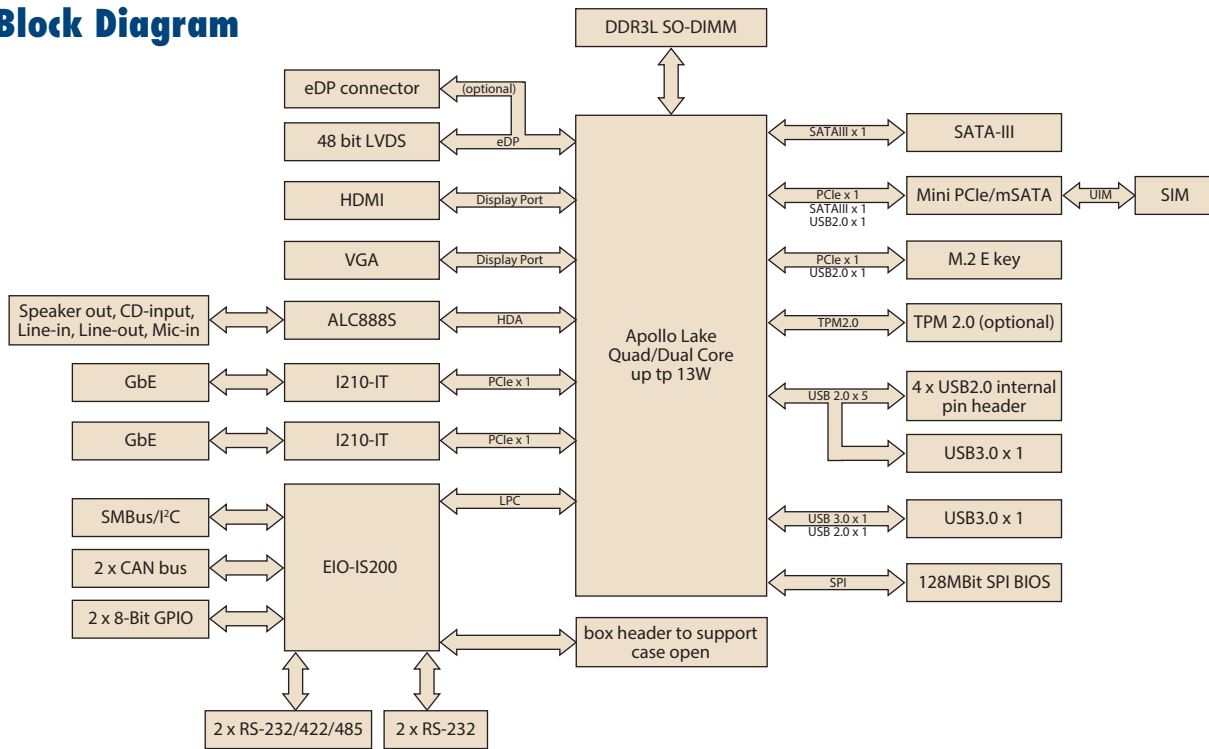 Block Diagram
DDR3L SO-DIMM
eDP connector
(optional)
48 bit LVDS
eDP
HDMI
Display Port
VGA
Display Port
Speaker out, CD-input,
Line-in, Line-out, Mic-in
ALC888S
HDA
GbE
I210-IT
PCIe x 1
GbE
I210-IT
PCIe x 1
SMBus/I²C
2 x CAN bus
2 x 8-Bit GPIO
EIO-IS200
LPC
2 x RS-232/422/485
2 x RS-232
box header to support
case open
Apollo Lake
Quad/Dual Core
up tp 13W
SATAIII x 1
SATA-III
PCIe x 1
SATAIII x 1
USB2.0 x 1
Mini PCIe/mSATA
UIM
SIM
PCIe x 1
USB2.0 x 1
M.2 E key
TPM2.0
TPM 2.0 (optional)
USB 2.0 x 5
4 x USB2.0 internal
pin header
USB3.0 x 1
USB 3.0 x 1
USB 2.0 x 1
USB3.0 x 1
SPI
128MBit SPI BIOS